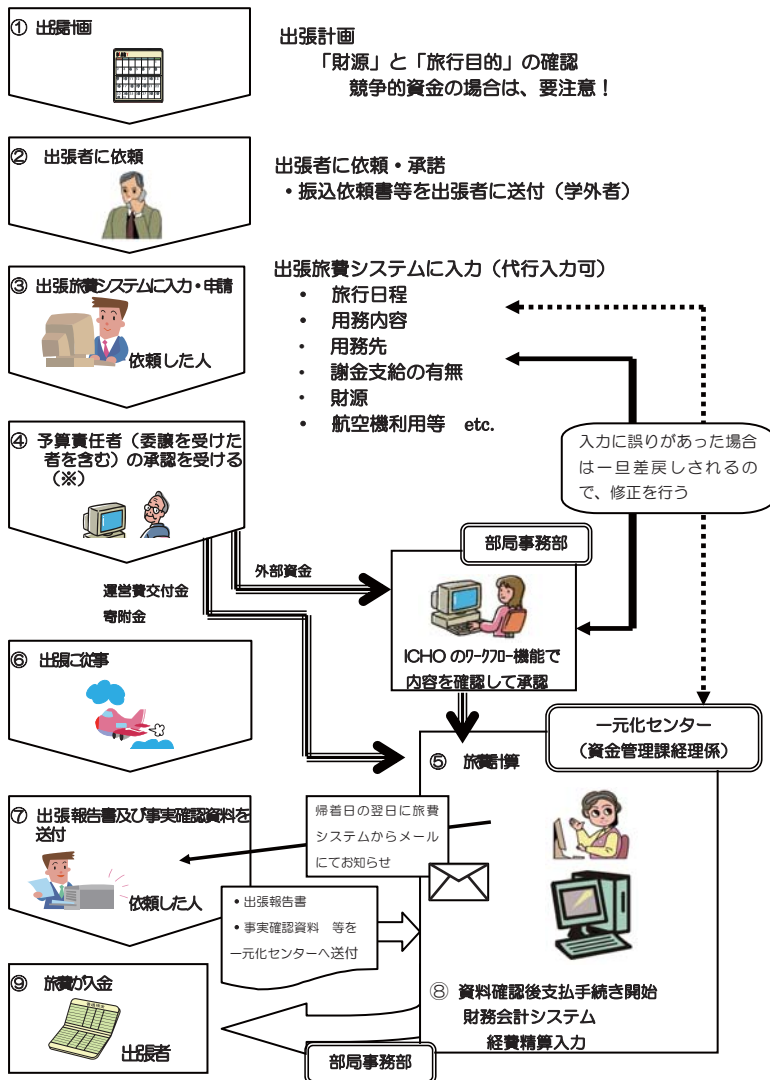 ① 出張計画
出張計画
「財源」と「旅行目的」の確認
競争的資金の場合は、要注意！
② 出張者に依頼
出張者に依頼・承諾
・振込依頼書等を出張者に送付（学外者）
③ 出張旅費システムに入力・申請
依頼した人
出張旅費システムに入力（代行入力可）
・ 旅行日程
・ 用務内容
・ 用務先
・ 謝金支給の有無
・ 財源
・ 航空機利用等 etc.
入力に誤りがあった場合
は一旦差戻しされるの
で、修正を行う
④ 予算責任者（委譲を受けた
者を含む）の承認を受ける
（※）
外部資金
運営費交付金
寄附金
部局事務部
ICHO のワークフロー機能で
内容を確認して承認
⑥ 出張に従事
一元化センター
（資金管理課経理係）
⑤ 旅費計算
帰着日の翌日に旅費
システムからメール
にてお知らせ
⑦ 出張報告書及び事実確認資料を
送付
依頼した人
・出張報告書
・事実確認資料 等を
一元化センターへ送付
⑧ 資料確認後支払手続き開始
財務会計システム
経費精算入力
⑨ 旅費が入金
出張者
部局事務部